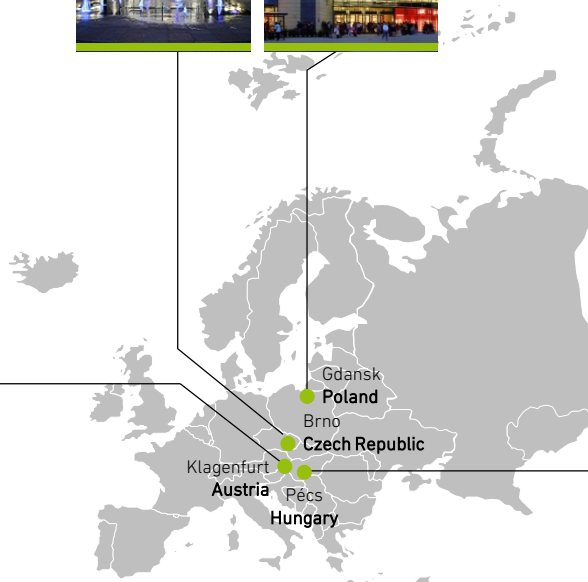 Gdansk
Poland
Brno
Czech Republic
Klagenfurt
Austria
Pécs
Hungary